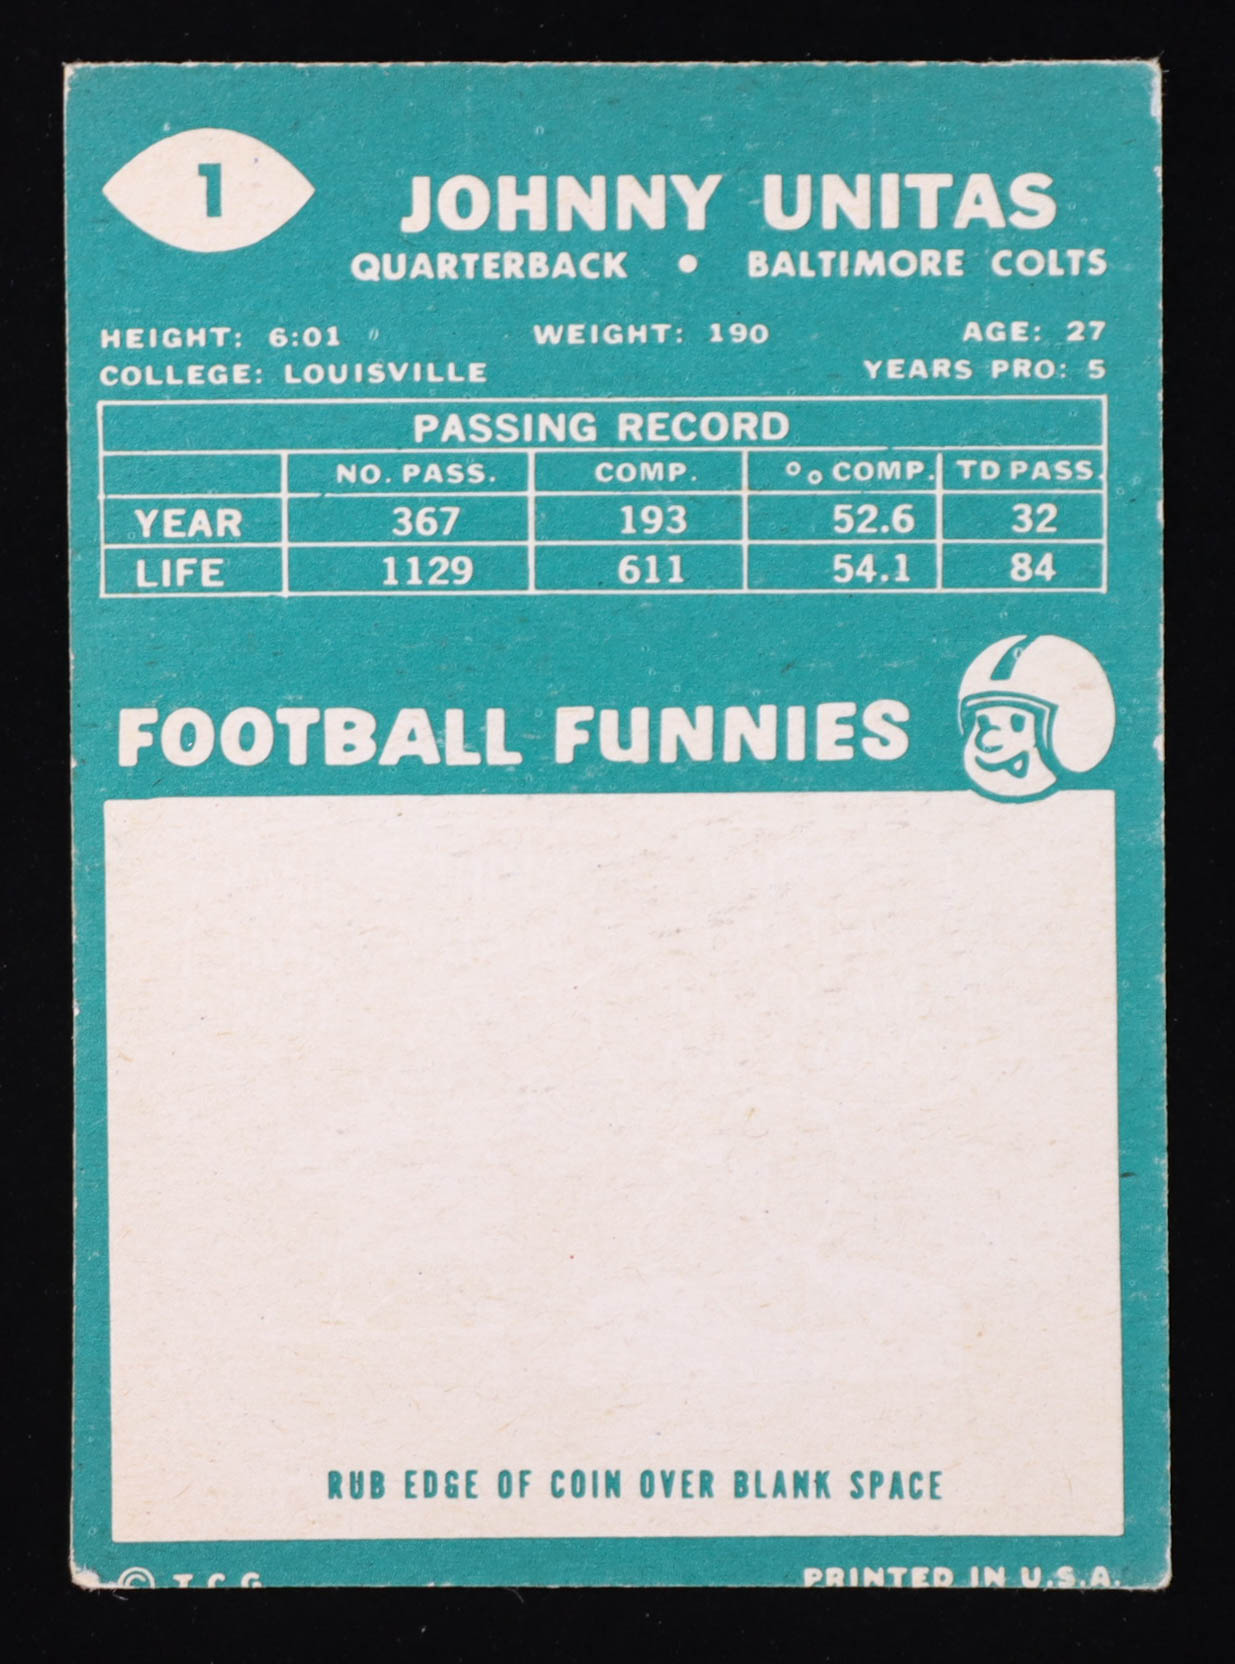 1
JOHNNY UNITAS
QUARTERBACK • BALTIMORE COLTS
HEIGHT: 6:01 WEIGHT: 190 AGE: 27
COLLEGE: LOUISVILLE YEARS PRO: 5
PASSING RECORD
NO. PASS. COMP. % COMP. TD PASS.
YEAR 367 193 52.6 32
LIFE 1129 611 54.1 84
FOOTBALL FUNNIES
RUB EDGE OF COIN OVER BLANK SPACE
© T.C.G. PRINTED IN U.S.A.